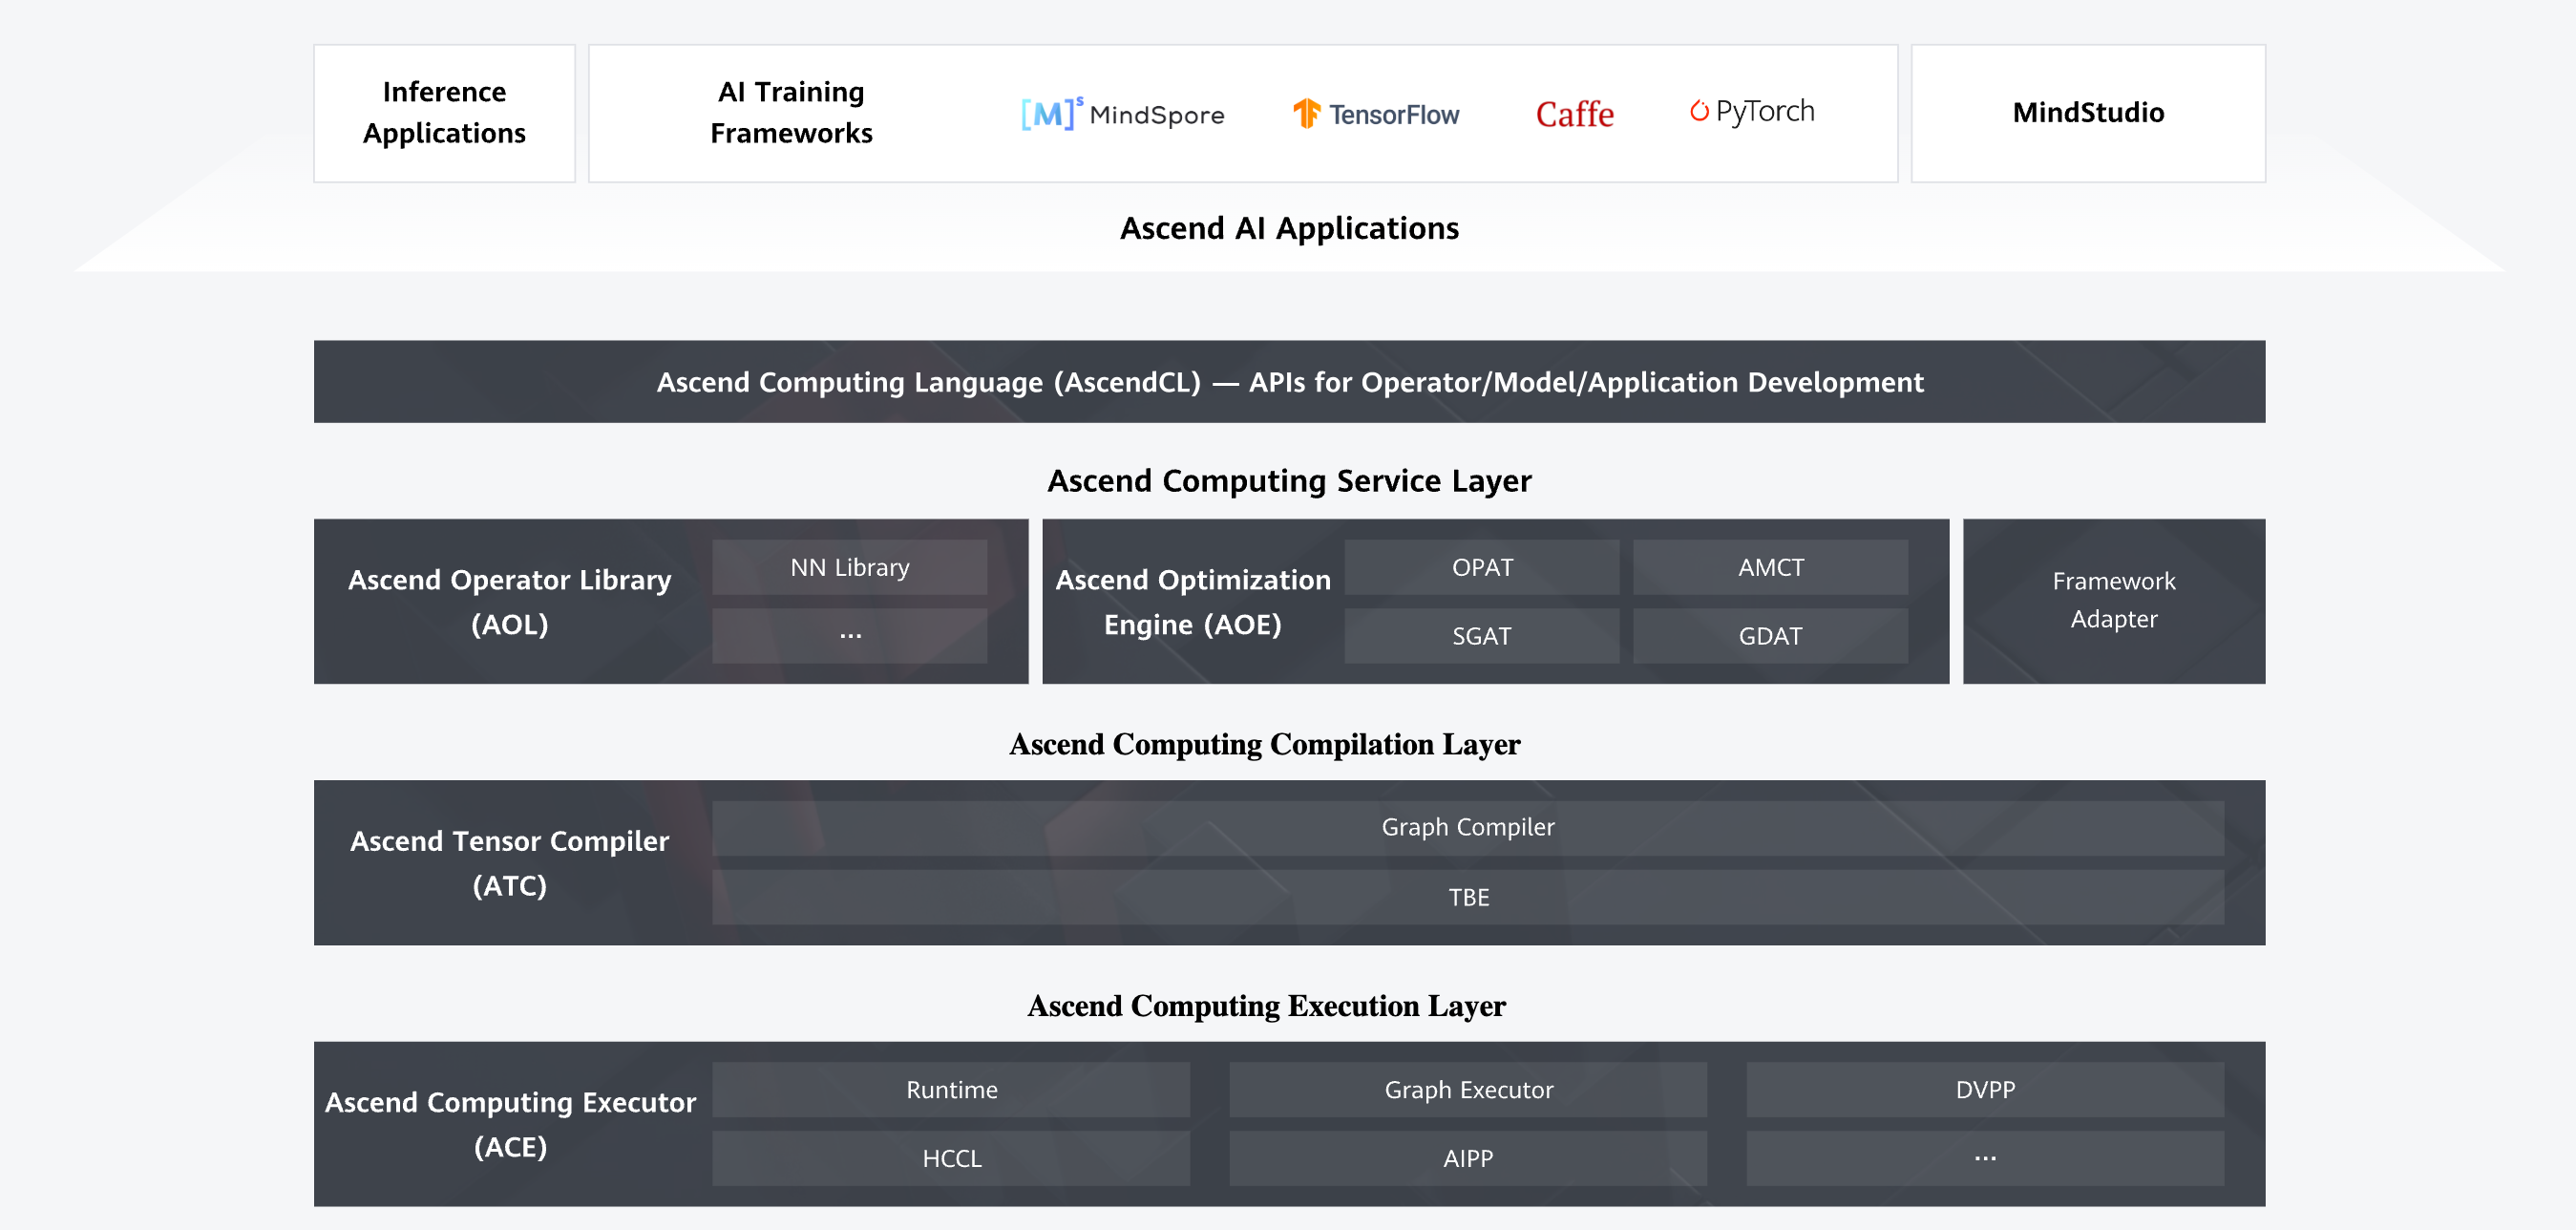 Inference
Applications
AI Training
Frameworks
[M]s MindSpore
TensorFlow
Caffe
PyTorch
MindStudio
Ascend AI Applications
Ascend Computing Language (AscendCL) — APIs for Operator/Model/Application Development
Ascend Computing Service Layer
Ascend Operator Library
(AOL)
NN Library
...
Ascend Optimization
Engine (AOE)
OPAT
AMCT
SGAT
GDAT
Framework
Adapter
Ascend Computing Compilation Layer
Ascend Tensor Compiler
(ATC)
Graph Compiler
TBE
Ascend Computing Execution Layer
Ascend Computing Executor
(ACE)
Runtime
Graph Executor
DVPP
HCCL
AIPP
...